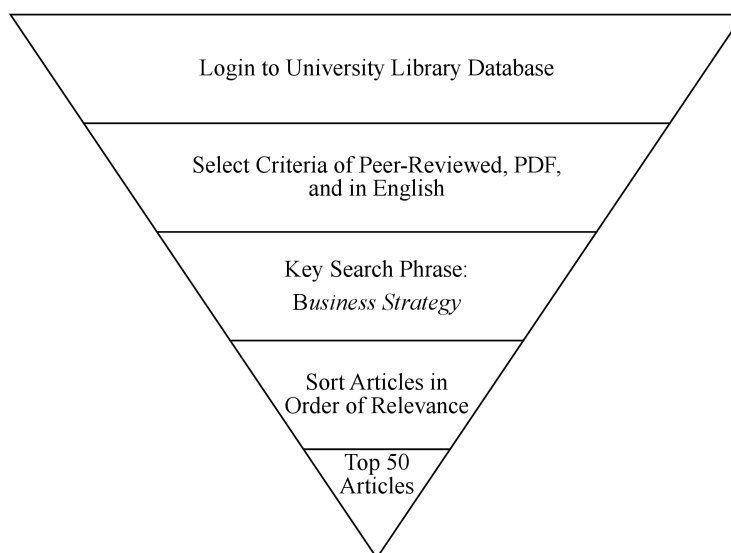 Login to University Library Database
Select Criteria of Peer-Reviewed, PDF,
and in English
Key Search Phrase:
Business Strategy
Sort Articles in
Order of Relevance
Top 50
Articles